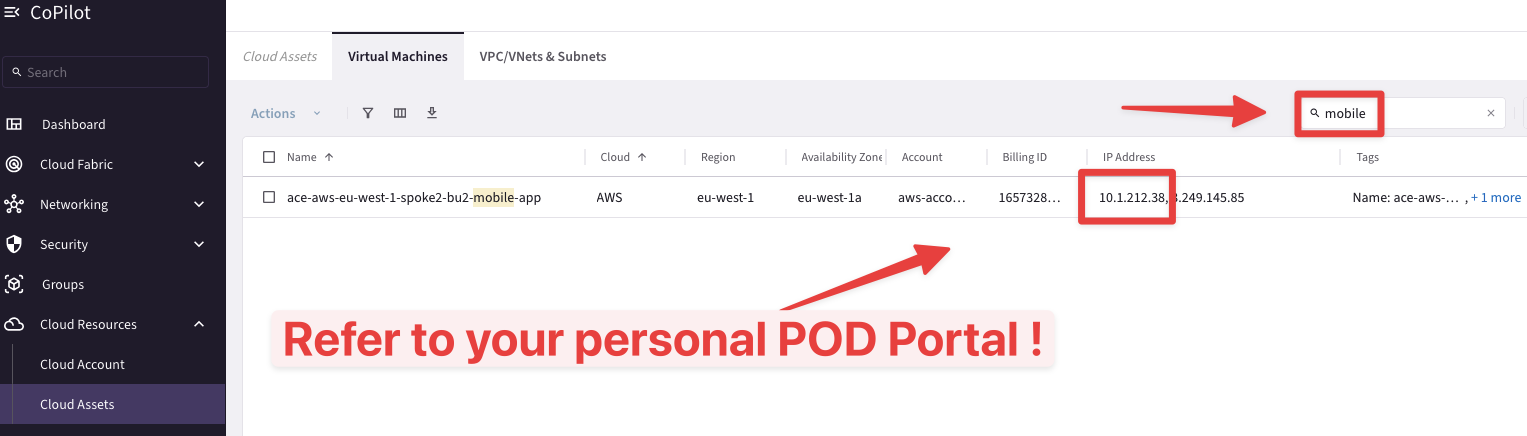 CoPilot
Search
Dashboard
Cloud Fabric
Networking
Security
Groups
Cloud Resources
Cloud Account
Cloud Assets
Cloud Assets Virtual Machines VPC/VNets & Subnets
Actions mobile
Name Cloud Region Availability Zone Account Billing ID IP Address Tags
ace-aws-eu-west-1-spoke2-bu2-mobile-app AWS eu-west-1 eu-west-1a aws-acco… 1657328… 10.1.212.38, .249.145.85 Name: ace-aws-… , + 1 more
Refer to your personal POD Portal !